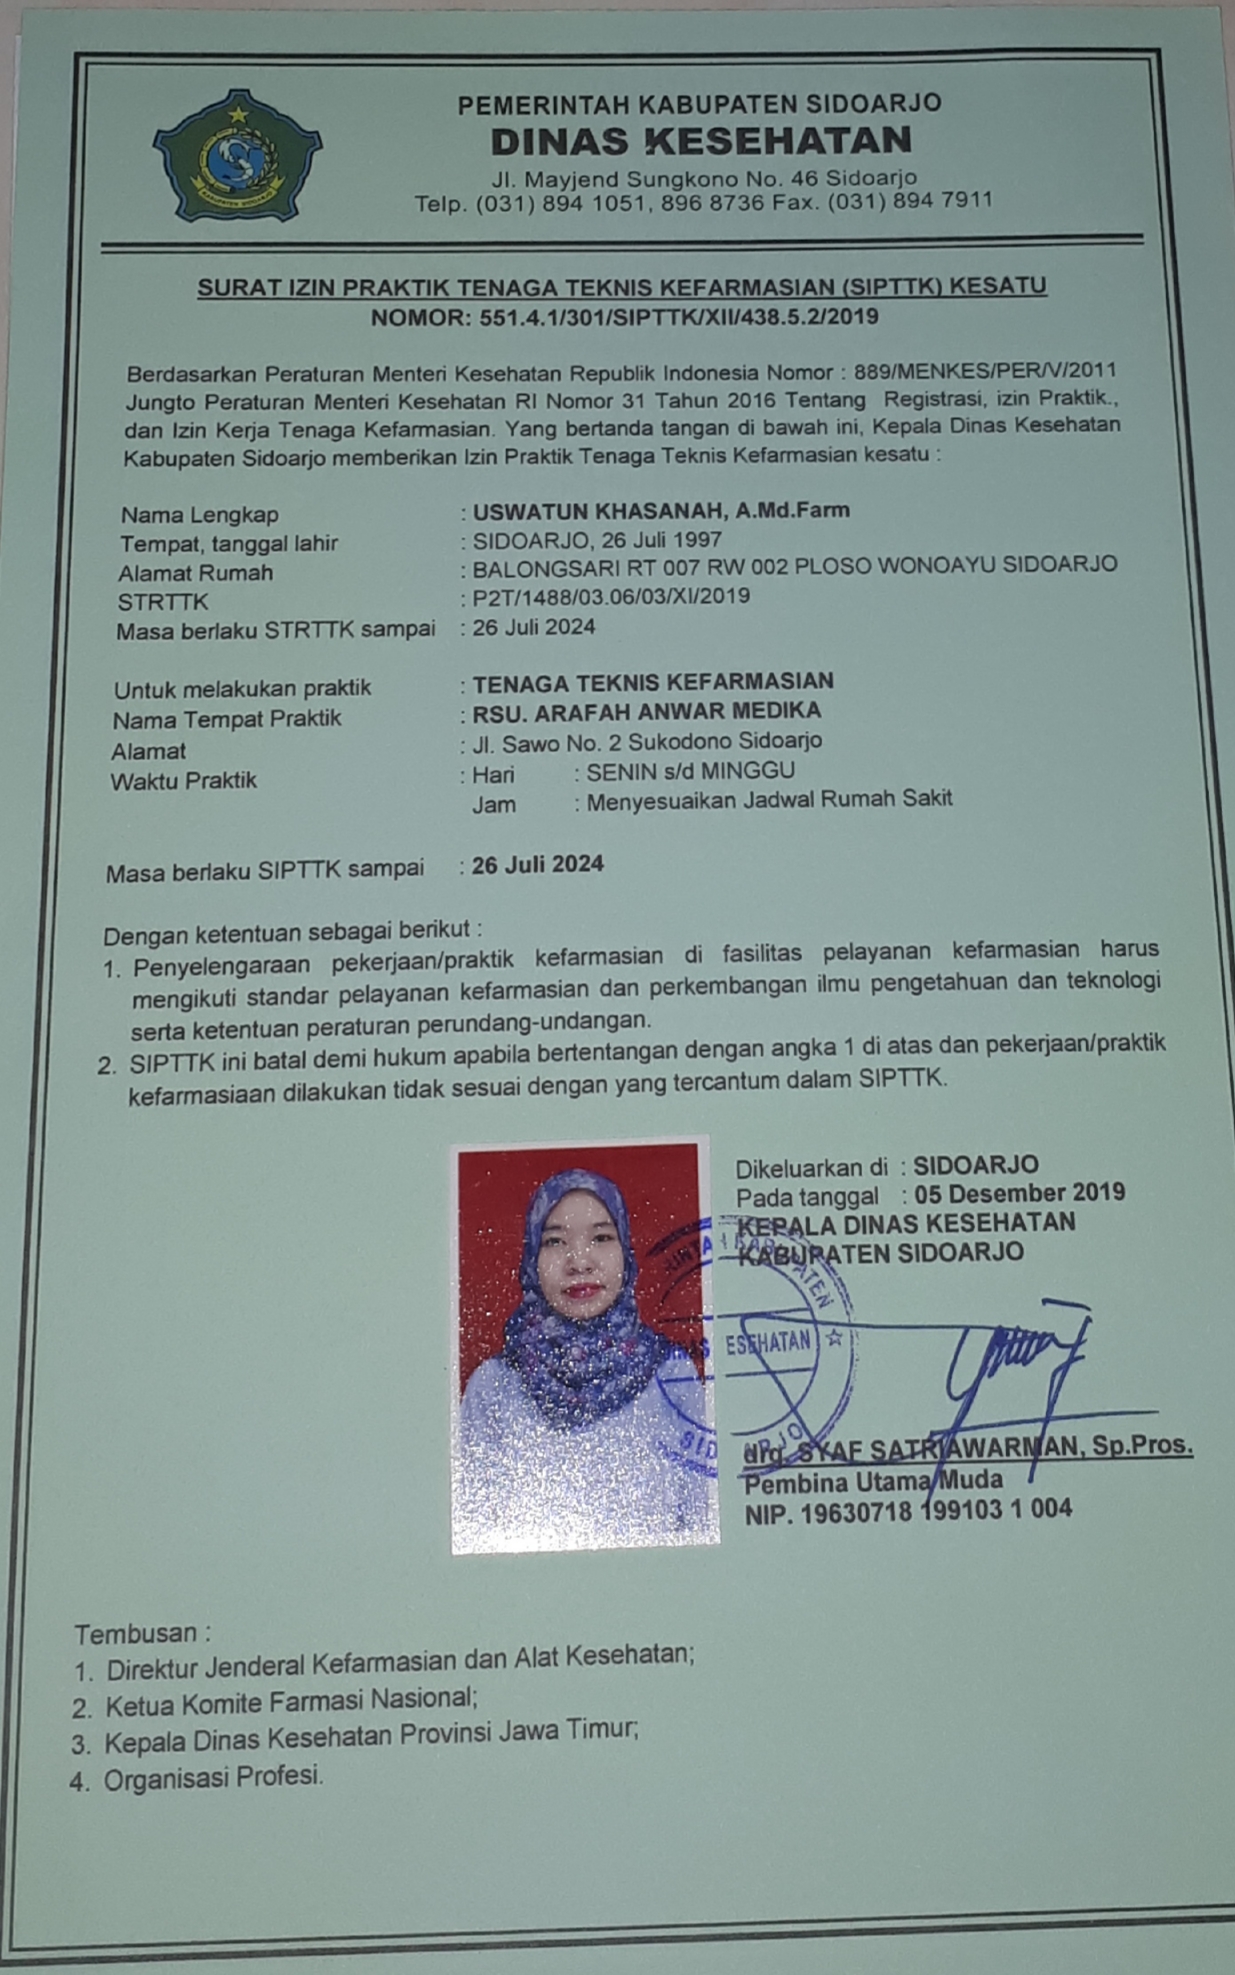 PEMERINTAH KABUPATEN SIDOARJO
DINAS KESEHATAN
Jl. Mayjend Sungkono No. 46 Sidoarjo
Telp. (031) 894 1051, 896 8736 Fax. (031) 894 7911
KABUPATEN SIDOARJO
SURAT IZIN PRAKTIK TENAGA TEKNIS KEFARMASIAN (SIPTTK) KESATU
NOMOR: 551.4.1/301/SIPTTK/XII/438.5.2/2019
Berdasarkan Peraturan Menteri Kesehatan Republik Indonesia Nomor : 889/MENKES/PER/V/2011
Jungto Peraturan Menteri Kesehatan RI Nomor 31 Tahun 2016 Tentang Registrasi, izin Praktik.,
dan Izin Kerja Tenaga Kefarmasian. Yang bertanda tangan di bawah ini, Kepala Dinas Kesehatan
Kabupaten Sidoarjo memberikan Izin Praktik Tenaga Teknis Kefarmasian kesatu :
Nama Lengkap : USWATUN KHASANAH, A.Md.Farm
Tempat, tanggal lahir : SIDOARJO, 26 Juli 1997
Alamat Rumah : BALONGSARI RT 007 RW 002 PLOSO WONOAYU SIDOARJO
STRTTK : P2T/1488/03.06/03/XI/2019
Masa berlaku STRTTK sampai : 26 Juli 2024
Untuk melakukan praktik : TENAGA TEKNIS KEFARMASIAN
Nama Tempat Praktik : RSU. ARAFAH ANWAR MEDIKA
Alamat : Jl. Sawo No. 2 Sukodono Sidoarjo
Waktu Praktik : Hari : SENIN s/d MINGGU
Jam : Menyesuaikan Jadwal Rumah Sakit
Masa berlaku SIPTTK sampai : 26 Juli 2024
Dengan ketentuan sebagai berikut :
1. Penyelengaraan pekerjaan/praktik kefarmasian di fasilitas pelayanan kefarmasian harus
mengikuti standar pelayanan kefarmasian dan perkembangan ilmu pengetahuan dan teknologi
serta ketentuan peraturan perundang-undangan.
2. SIPTTK ini batal demi hukum apabila bertentangan dengan angka 1 di atas dan pekerjaan/praktik
kefarmasiaan dilakukan tidak sesuai dengan yang tercantum dalam SIPTTK.
Dikeluarkan di : SIDOARJO
Pada tanggal : 05 Desember 2019
KEPALA DINAS KESEHATAN
KABUPATEN SIDOARJO
drg. SYAF SATRIAWARMAN, Sp.Pros.
Pembina Utama Muda
NIP. 19630718 199103 1 004
Tembusan :
1. Direktur Jenderal Kefarmasian dan Alat Kesehatan;
2. Ketua Komite Farmasi Nasional;
3. Kepala Dinas Kesehatan Provinsi Jawa Timur;
4. Organisasi Profesi.